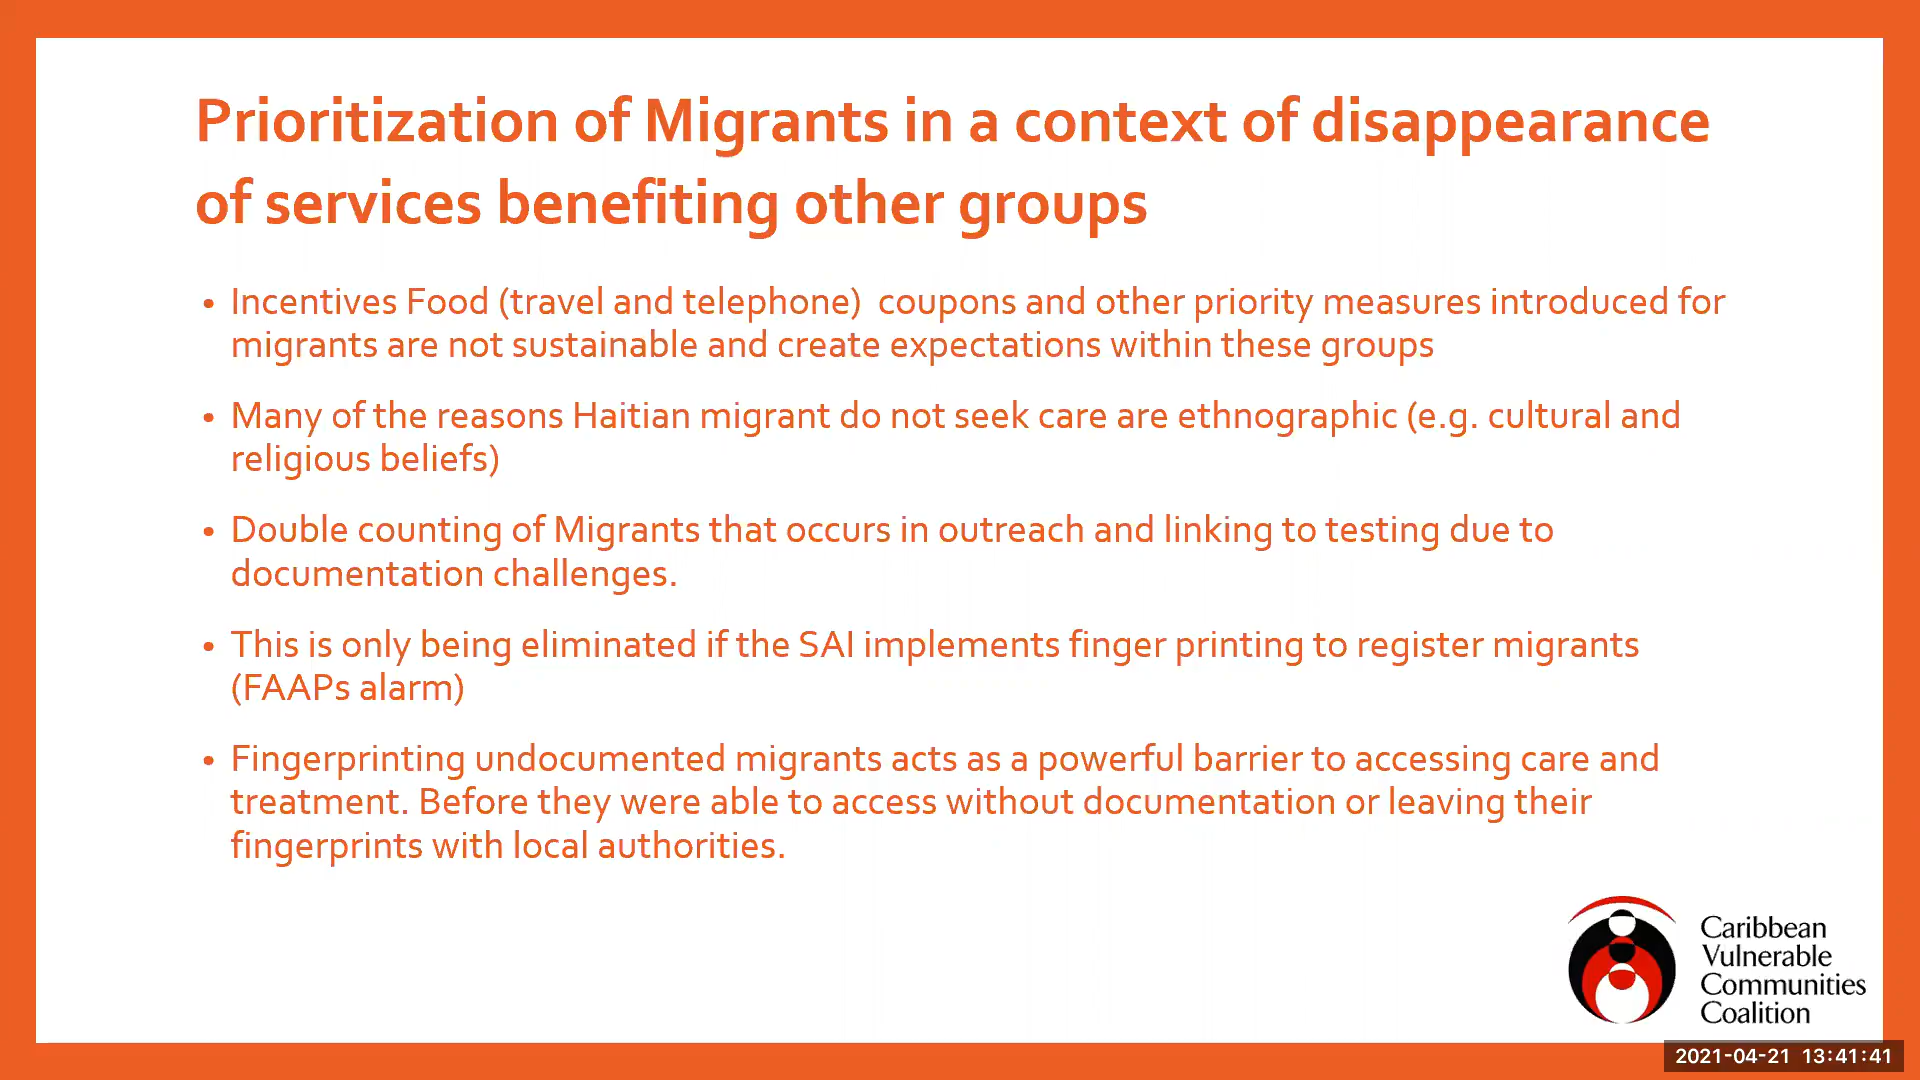 Prioritization of Migrants in a context of disappearance
of services benefiting other groups
• Incentives Food (travel and telephone)  coupons and other priority measures introduced for
migrants are not sustainable and create expectations within these groups
• Many of the reasons Haitian migrant do not seek care are ethnographic (e.g. cultural and
religious beliefs)
• Double counting of Migrants that occurs in outreach and linking to testing due to
documentation challenges.
• This is only being eliminated if the SAI implements finger printing to register migrants
(FAAPs alarm)
• Fingerprinting undocumented migrants acts as a powerful barrier to accessing care and
treatment. Before they were able to access without documentation or leaving their
fingerprints with local authorities.
Caribbean
Vulnerable
Communities
Coalition
2021-04-21 13:41:41